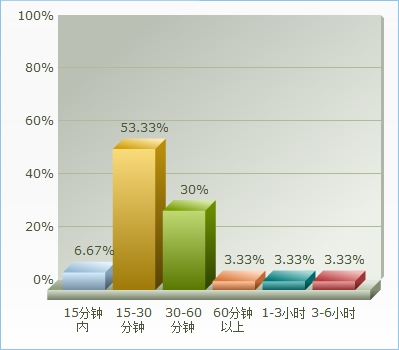 100%
80%
60%
40%
20%
0%
6.67%
53.33%
30%
3.33%
3.33%
3.33%
15分钟
内
15-30
分钟
30-60
分钟
60分钟
以上
1-3小时
3-6小时